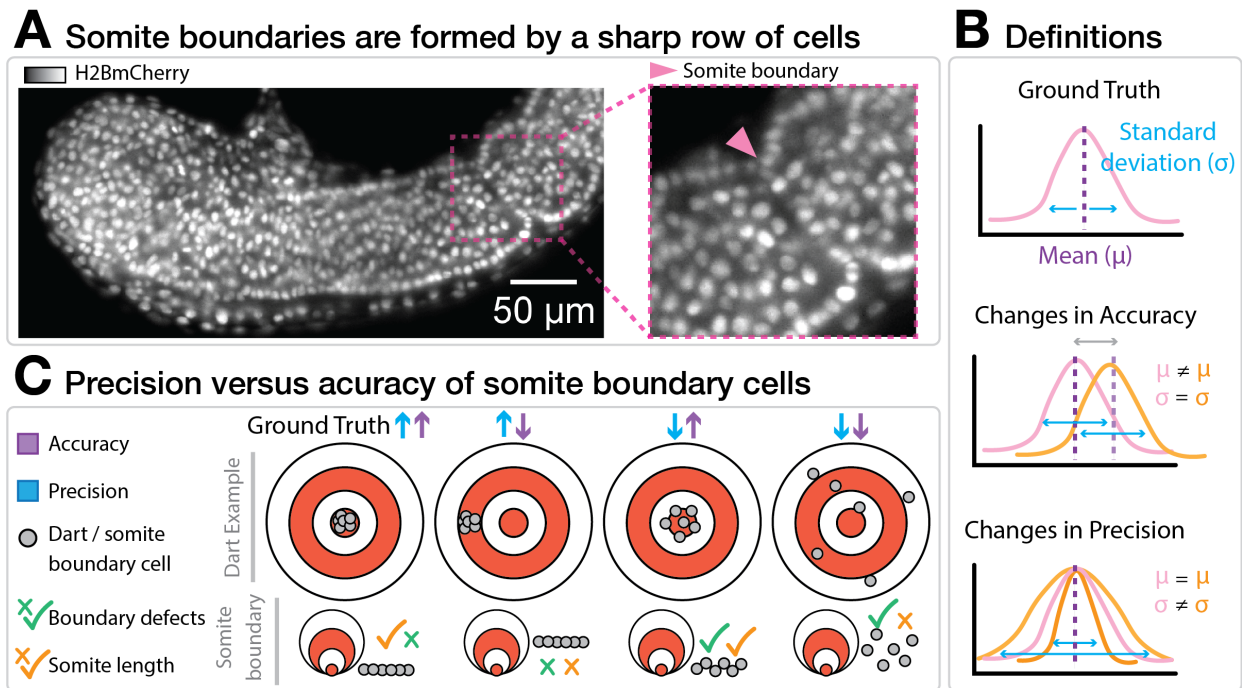 A Somite boundaries are formed by a sharp row of cells
H2BmCherry
Somite boundary
50 µm
B Definitions
Ground Truth
Standard
deviation (σ)
Mean (µ)
Changes in Accuracy
µ ≠ µ
σ = σ
Changes in Precision
µ = µ
σ ≠ σ
C Precision versus acuracy of somite boundary cells
Accuracy
Precision
Dart / somite
boundary cell
Boundary defects
Somite length
Ground Truth
Dart Example
Somite
boundary